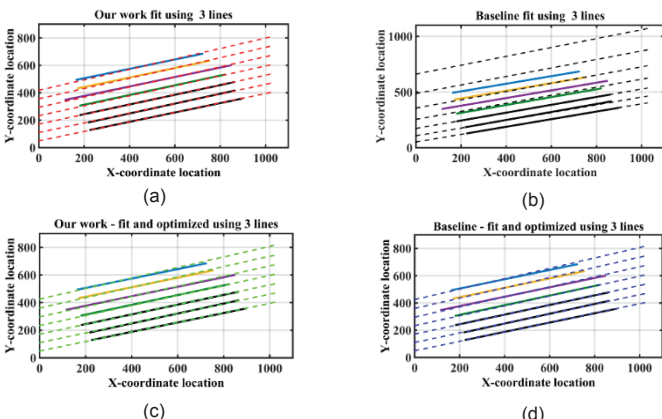 Our work fit using 3 lines
Y-coordinate location
800
600
400
200
0
0 200 400 600 800 1000
X-coordinate location
(a)
Baseline fit using 3 lines
Y-coordinate location
1000
500
0
0 200 400 600 800 1000
X-coordinate location
(b)
Our work - fit and optimized using 3 lines
Y-coordinate location
800
600
400
200
0
0 200 400 600 800 1000
X-coordinate location
(c)
Baseline - fit and optimized using 3 lines
Y-coordinate location
800
600
400
200
0
0 200 400 600 800 1000
X-coordinate location
(d)